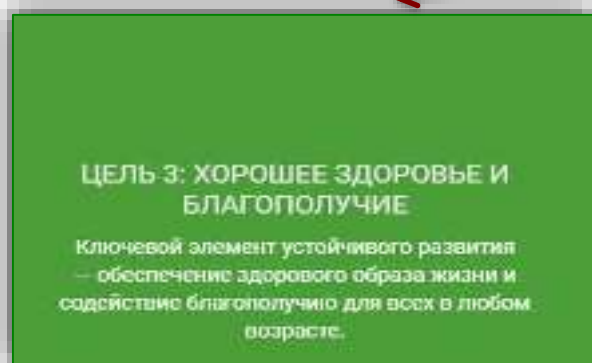 ЦЕЛЬ 3: ХОРОШЕЕ ЗДОРОВЬЕ И
БЛАГОПОЛУЧИЕ
Ключевой элемент устойчивого развития
– обеспечение здорового образа жизни и
содействие благополучию для всех в любом
возрасте.